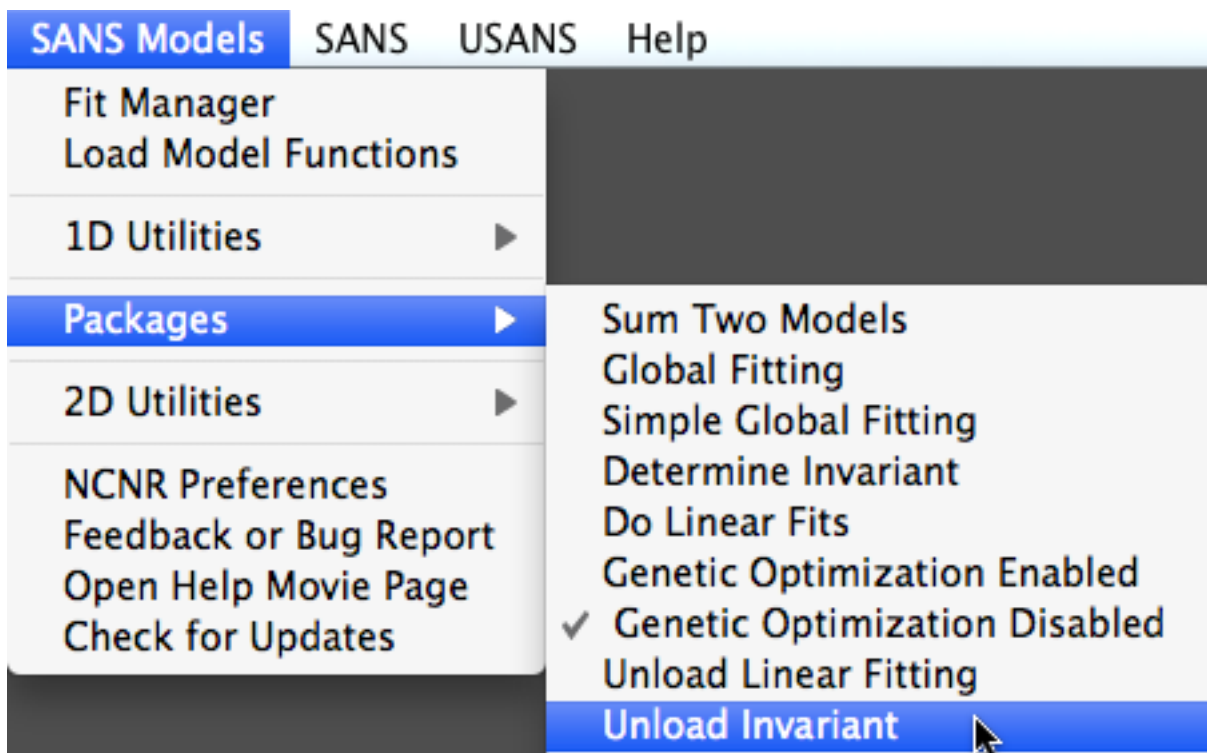 SANS Models SANS USANS Help
Fit Manager
Load Model Functions
1D Utilities
Packages
2D Utilities
NCNR Preferences
Feedback or Bug Report
Open Help Movie Page
Check for Updates
Sum Two Models
Global Fitting
Simple Global Fitting
Determine Invariant
Do Linear Fits
Genetic Optimization Enabled
✓ Genetic Optimization Disabled
Unload Linear Fitting
Unload Invariant